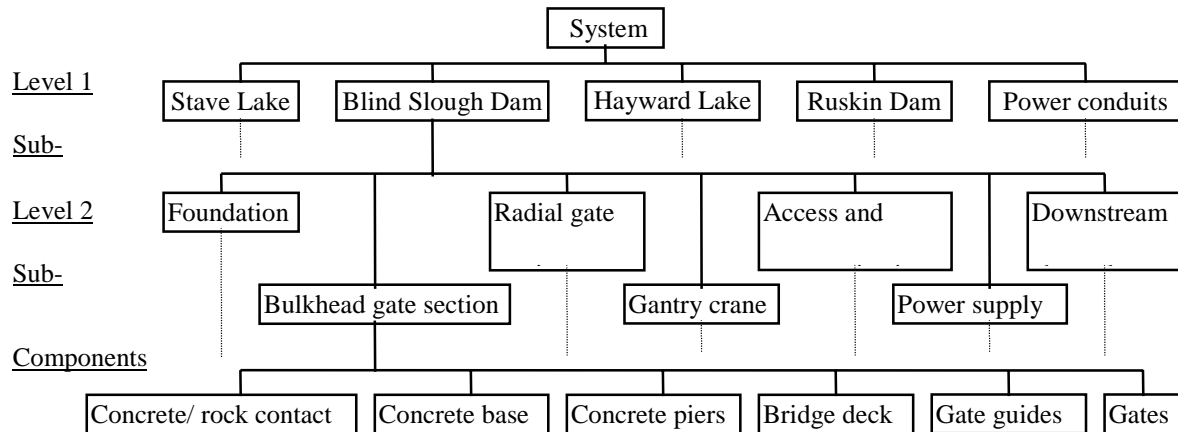 System
Level 1
Stave Lake
Blind Slough Dam
Hayward Lake
Ruskin Dam
Power conduits
Sub-
Level 2
Foundation
Radial gate
Access and
Downstream
Sub-
Bulkhead gate section
Gantry crane
Power supply
Components
Concrete/ rock contact
Concrete base
Concrete piers
Bridge deck
Gate guides
Gates